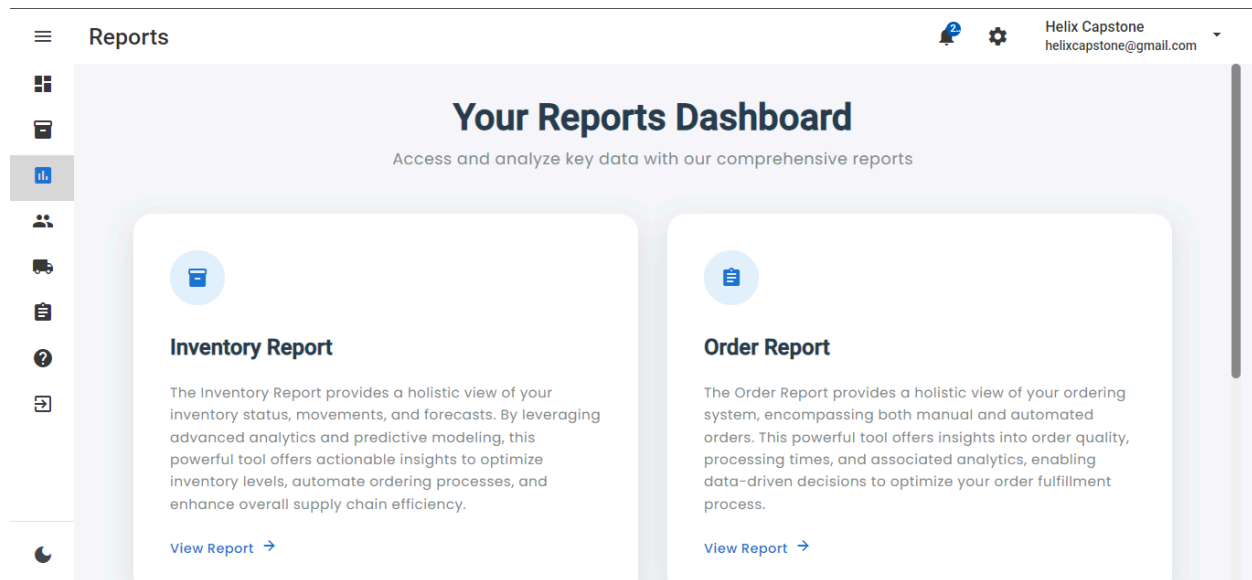 Reports
2
Helix Capstone
helixcapstone@gmail.com
Your Reports Dashboard
Access and analyze key data with our comprehensive reports
Inventory Report
The Inventory Report provides a holistic view of your
inventory status, movements, and forecasts. By leveraging
advanced analytics and predictive modeling, this
powerful tool offers actionable insights to optimize
inventory levels, automate ordering processes, and
enhance overall supply chain efficiency.
View Report →
Order Report
The Order Report provides a holistic view of your ordering
system, encompassing both manual and automated
orders. This powerful tool offers insights into order quality,
processing times, and associated analytics, enabling
data-driven decisions to optimize your order fulfillment
process.
View Report →